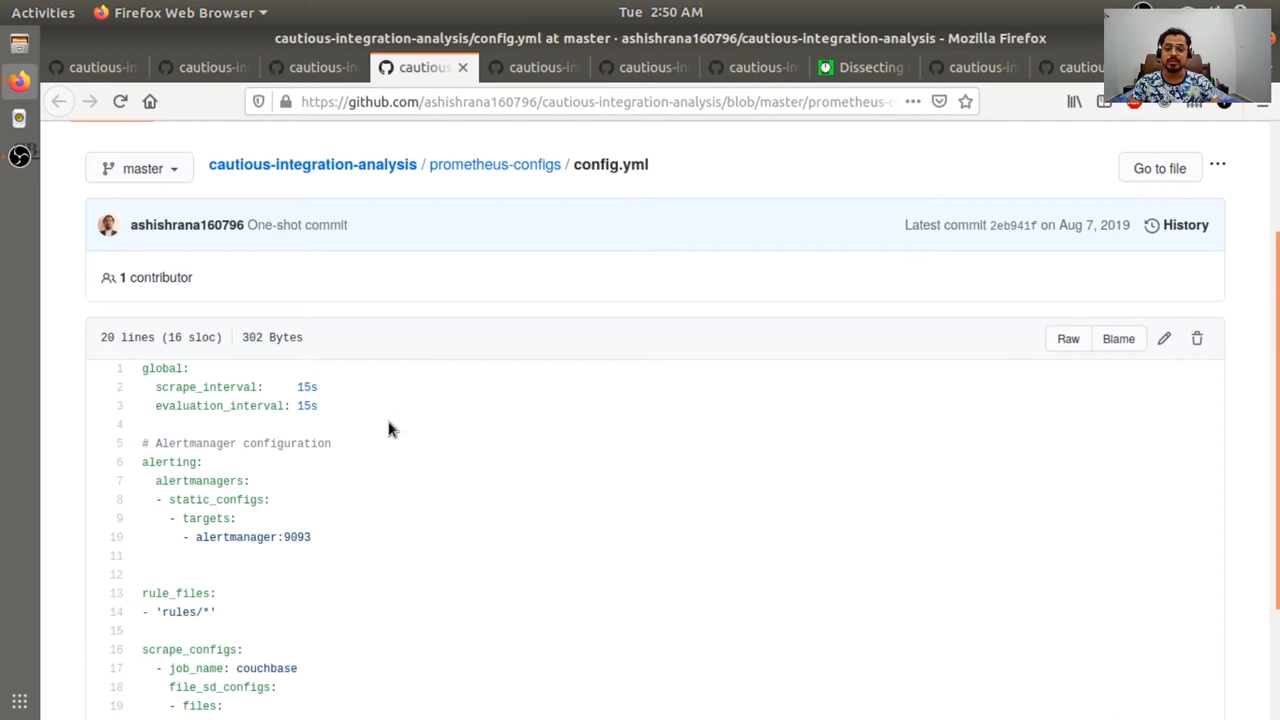 Activities
Firefox Web Browser
Tue 2:50 AM
cautious-integration-analysis/config.yml at master · ashishrana160796/cautious-integration-analysis - Mozilla Firefox
cautious-in
cautious-in
cautious-in
cautious
cautious-in
cautious-in
cautious-in
Dissecting
cautious-in
cautiou
https://github.com/ashishrana160796/cautious-integration-analysis/blob/master/prometheus-c
master
cautious-integration-analysis / prometheus-configs / config.yml
Go to file
ashishrana160796 One-shot commit
Latest commit 2eb941f on Aug 7, 2019
History
1 contributor
20 lines (16 sloc)
302 Bytes
Raw
Blame
1 global:
2 scrape_interval: 15s
3 evaluation_interval: 15s
4
5 # Alertmanager configuration
6 alerting:
7 alertmanagers:
8 - static_configs:
9 - targets:
10 - alertmanager:9093
11
12
13 rule_files:
14 - 'rules/*'
15
16 scrape_configs:
17 - job_name: couchbase
18 file_sd_configs:
19 - files: